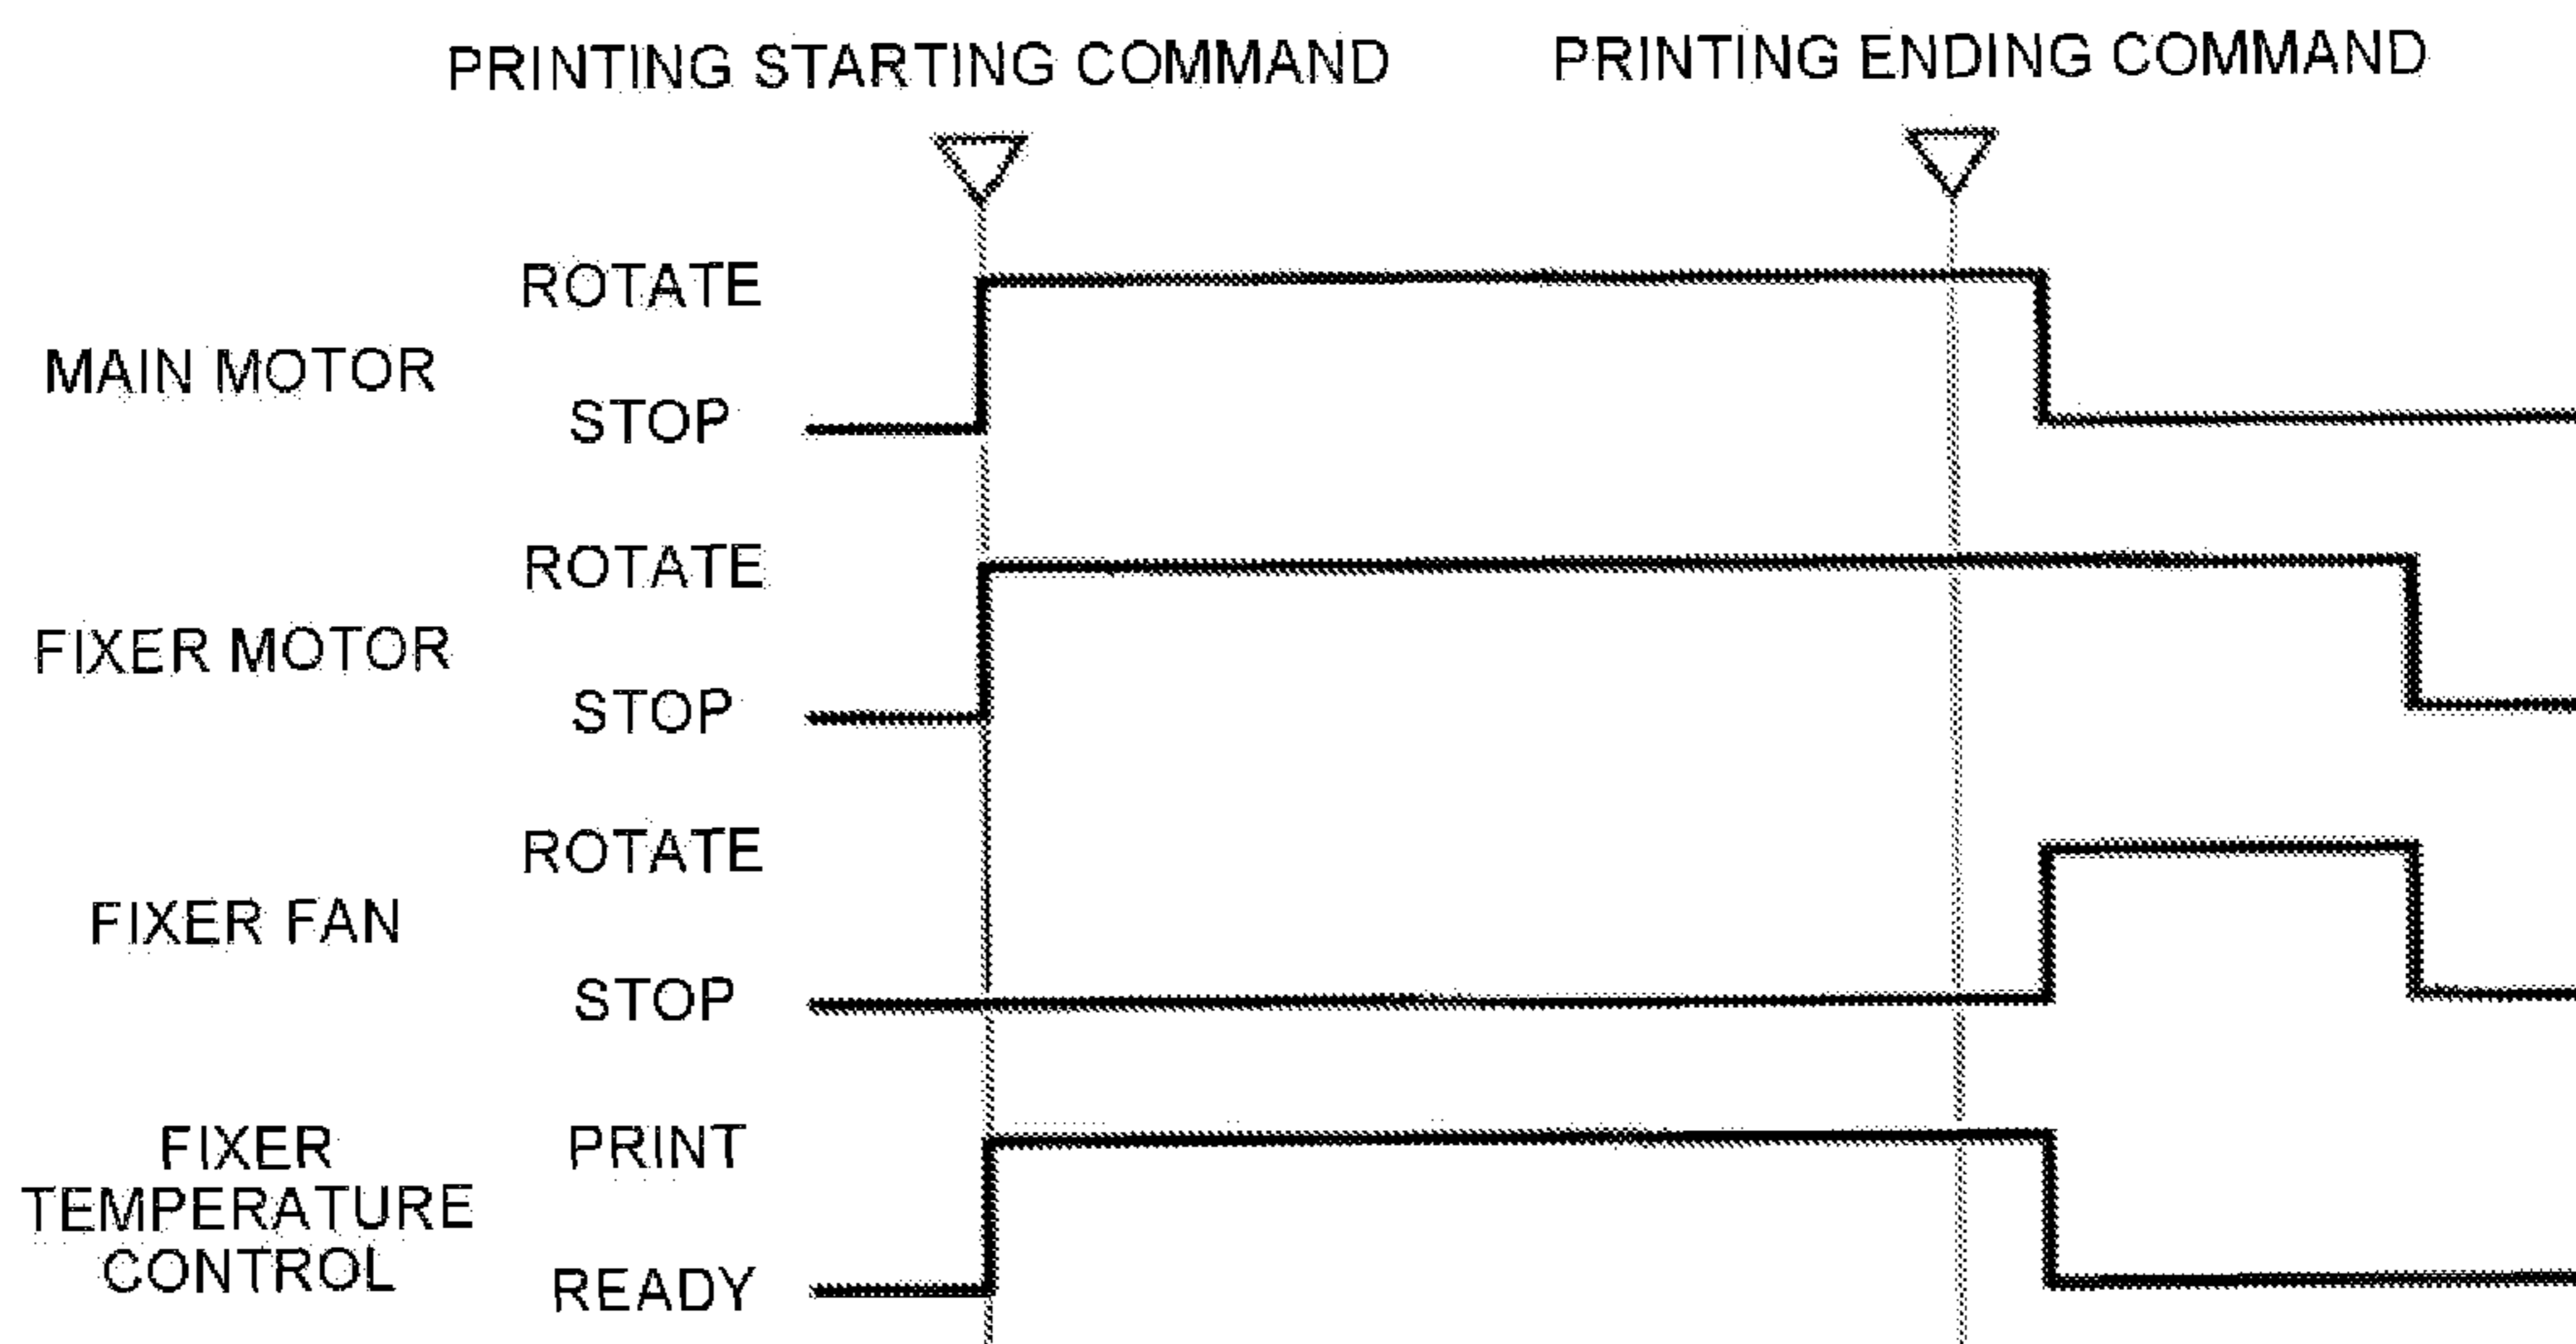 PRINTING STARTING COMMAND PRINTING ENDING COMMAND
ROTATE
MAIN MOTOR
STOP
ROTATE
FIXER MOTOR
STOP
ROTATE
FIXER FAN
STOP
FIXER
TEMPERATURE
CONTROL
PRINT
READY